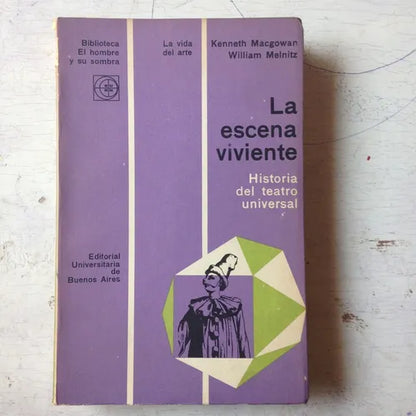 Biblioteca
El hombre
y su sombra
La vida
del arte
Kenneth Macgowan
William Melnitz
La
escena
viviente
Historia
del teatro
universal
Editorial
Universitaria
de
Buenos Aires